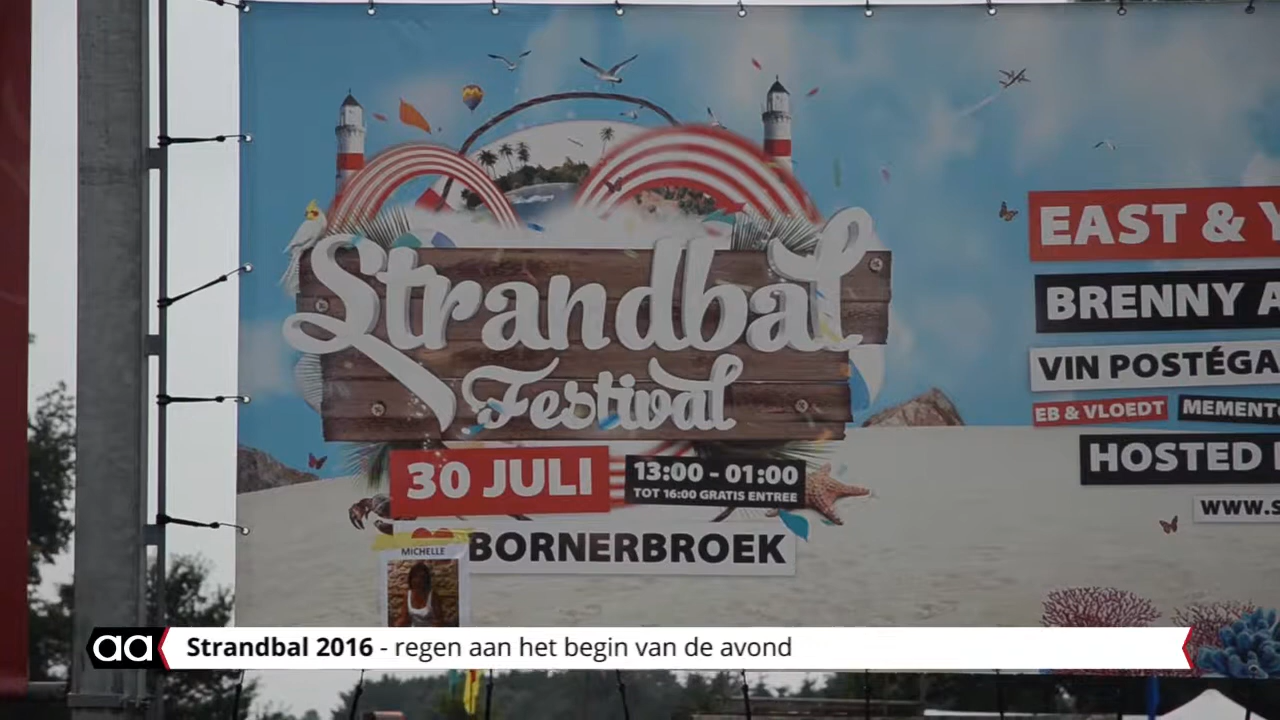 Strandbal
Festival
30 JULI
13:00 - 01:00
TOT 16:00 GRATIS ENTREE
BORNERBROEK
MICHELLE
EAST &
BRENNY
VIN
EB & VLOEDT
HOSTED
aa
Strandbal 2016 - regen aan het begin van de avond